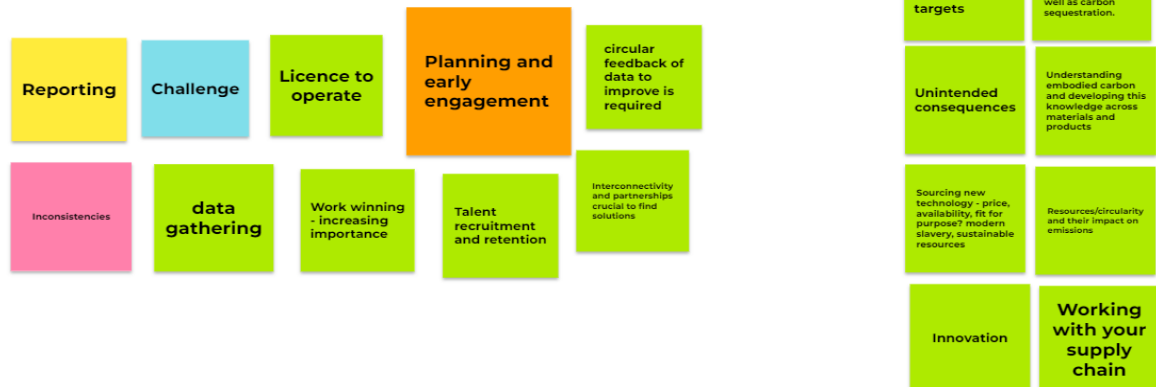 Reporting
Challenge
Licence to
operate
Planning and
early
engagement
circular
feedback of
data to
improve is
required
Inconsistencies
data
gathering
Work winning
- increasing
importance
Talent
recruitment
and retention
Interconnectivity
and partnerships
crucial to find
solutions
targets
well as carbon
sequestration.
Unintended
consequences
Understanding
embodied carbon
and developing this
knowledge across
materials and
products
Sourcing new
technology - price,
availability, fit for
purpose? modern
slavery, sustainable
resources
Resources/circularity
and their impact on
emissions
Innovation
Working
with your
supply
chain